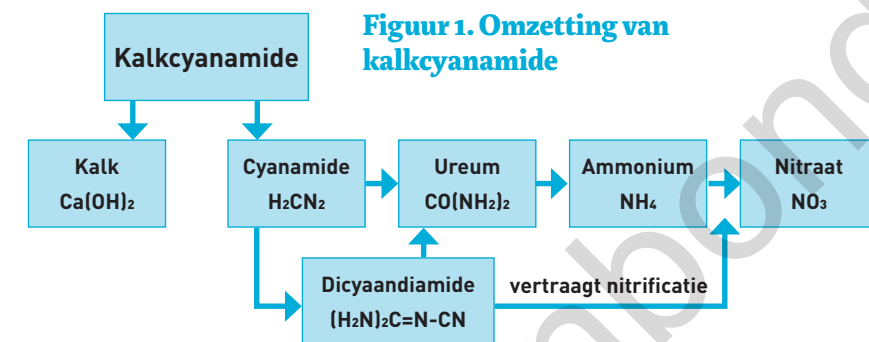 Figuur 1. Omzetting van
kalkcyanamide
Kalkcyanamide
Kalk
Ca(OH)₂
Cyanamide
H₂CN₂
Ureum
CO(NH₂)₂
Ammonium
NH₄
Nitraat
NO₃
Dicyaandiamide
(H₂N)₂C=N-CN
vertraagt nitrificatie